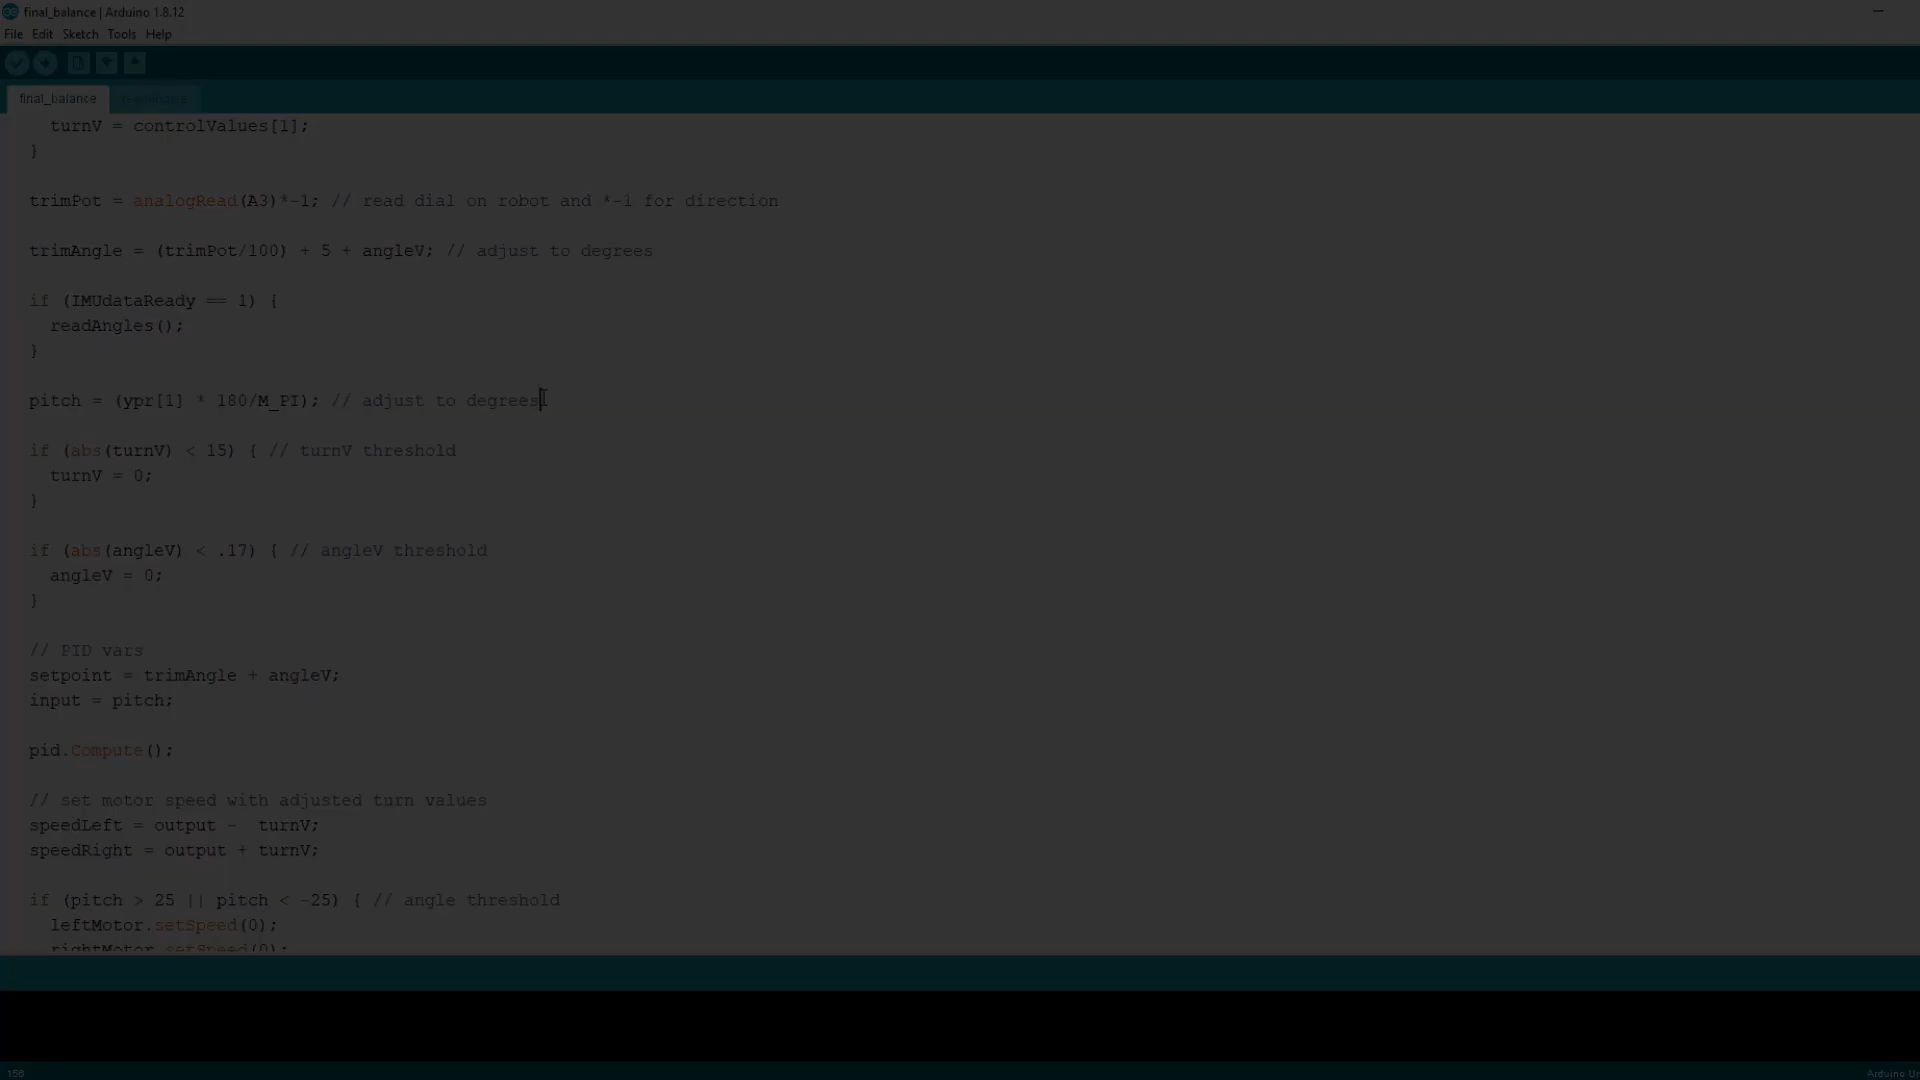 final_balance | Arduino 1.8.12
File Edit Sketch Tools Help
final_balance readAngles
turnV = controlValues[1];
}
trimPot = analogRead(A3)*-1; // read dial on robot and *-1 for direction
trimAngle = (trimPot/100) + 5 + angleV; // adjust to degrees
if (IMUdataReady == 1) {
readAngles();
}
pitch = (ypr[1] * 180/M_PI); // adjust to degrees
if (abs(turnV) < 15) { // turnV threshold
turnV = 0;
}
if (abs(angleV) < .17) { // angleV threshold
angleV = 0;
}
// PID vars
setpoint = trimAngle + angleV;
input = pitch;
pid.Compute();
// set motor speed with adjusted turn values
speedLeft = output - turnV;
speedRight = output + turnV;
if (pitch > 25 || pitch < -25) { // angle threshold
leftMotor.setSpeed(0);
rightMotor.setSpeed(0);
156 Arduino Un